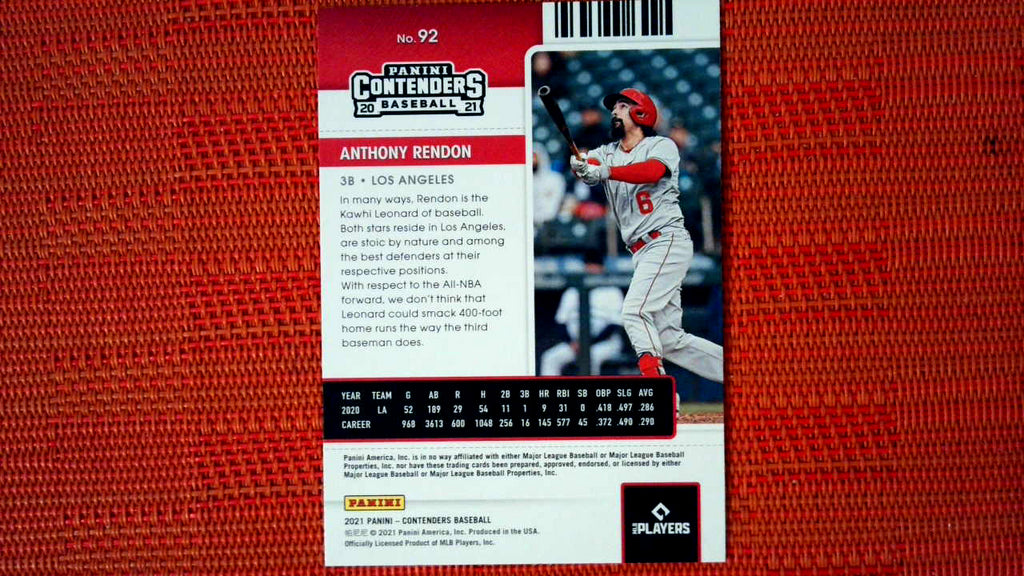 No. 92
PANINI
CONTENDERS
20 BASEBALL 21
ANTHONY RENDON
3B • LOS ANGELES
In many ways, Rendon is the
Kawhi Leonard of baseball.
Both stars reside in Los Angeles,
are stoic by nature and among
the best defenders at their
respective positions.
With respect to the All-NBA
forward, we don't think that
Leonard could smack 400-foot
home runs the way the third
baseman does.
6
YEAR TEAM G AB R H 2B 3B HR RBI SB OBP SLG AVG
2020 LA 52 189 29 54 11 1 9 31 0 .418 .497 .286
CAREER 968 3613 600 1048 256 16 145 577 45 .372 .490 .290
Panini America, Inc. is in no way affiliated with either Major League Baseball or Major League Baseball
Properties, Inc. nor have these trading cards been prepared, approved, endorsed, or licensed by either
Major League Baseball or Major League Baseball Properties, Inc.
PANINI
2021 PANINI – CONTENDERS BASEBALL
帕尼尼 © 2021 Panini America, Inc. Produced in the USA.
Officially Licensed Product of MLB Players, Inc.
MLB PLAYERS